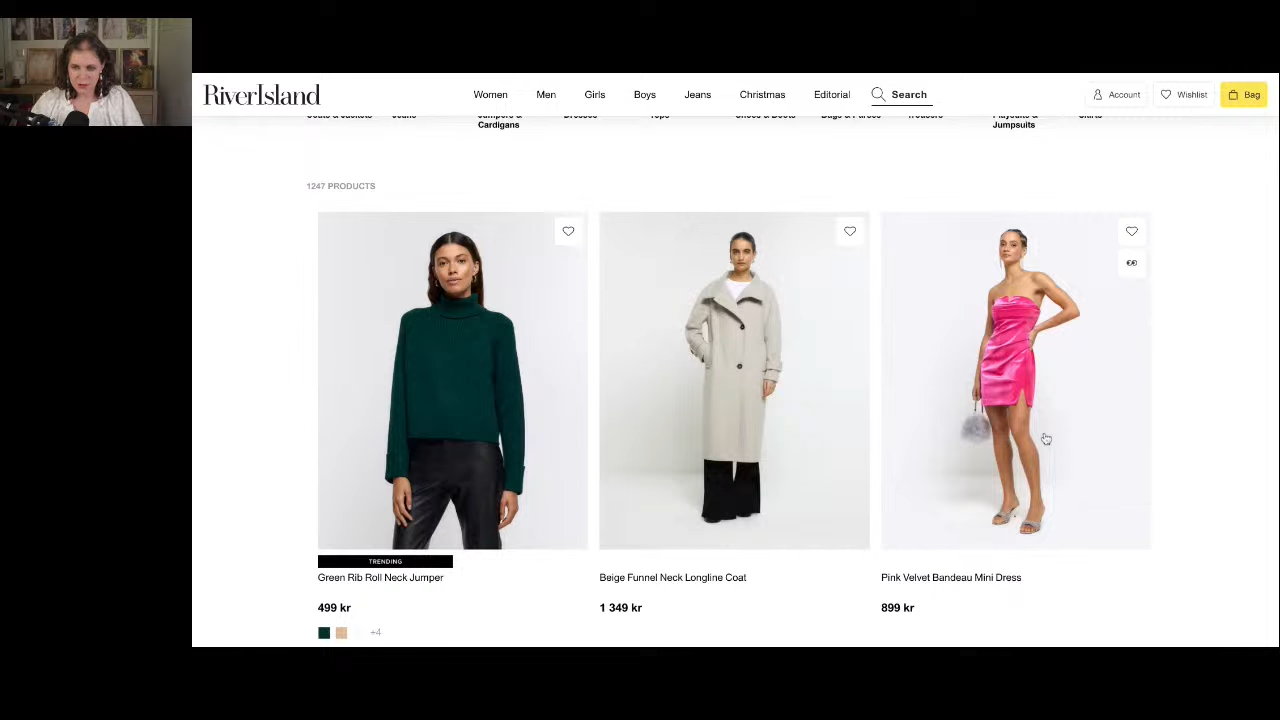 RiverIsland
Women
Men
Girls
Boys
Jeans
Christmas
Editorial
Search
Account
Wishlist
Bag
Coats & Jackets
Jeans
Jumpers &
Cardigans
Dresses
Tops
Shoes & Boots
Bags & Purses
Trousers
Playsuits &
Jumpsuits
Skirts
1247 PRODUCTS
TRENDING
Green Rib Roll Neck Jumper
499 kr
+4
Beige Funnel Neck Longline Coat
1 349 kr
Pink Velvet Bandeau Mini Dress
899 kr